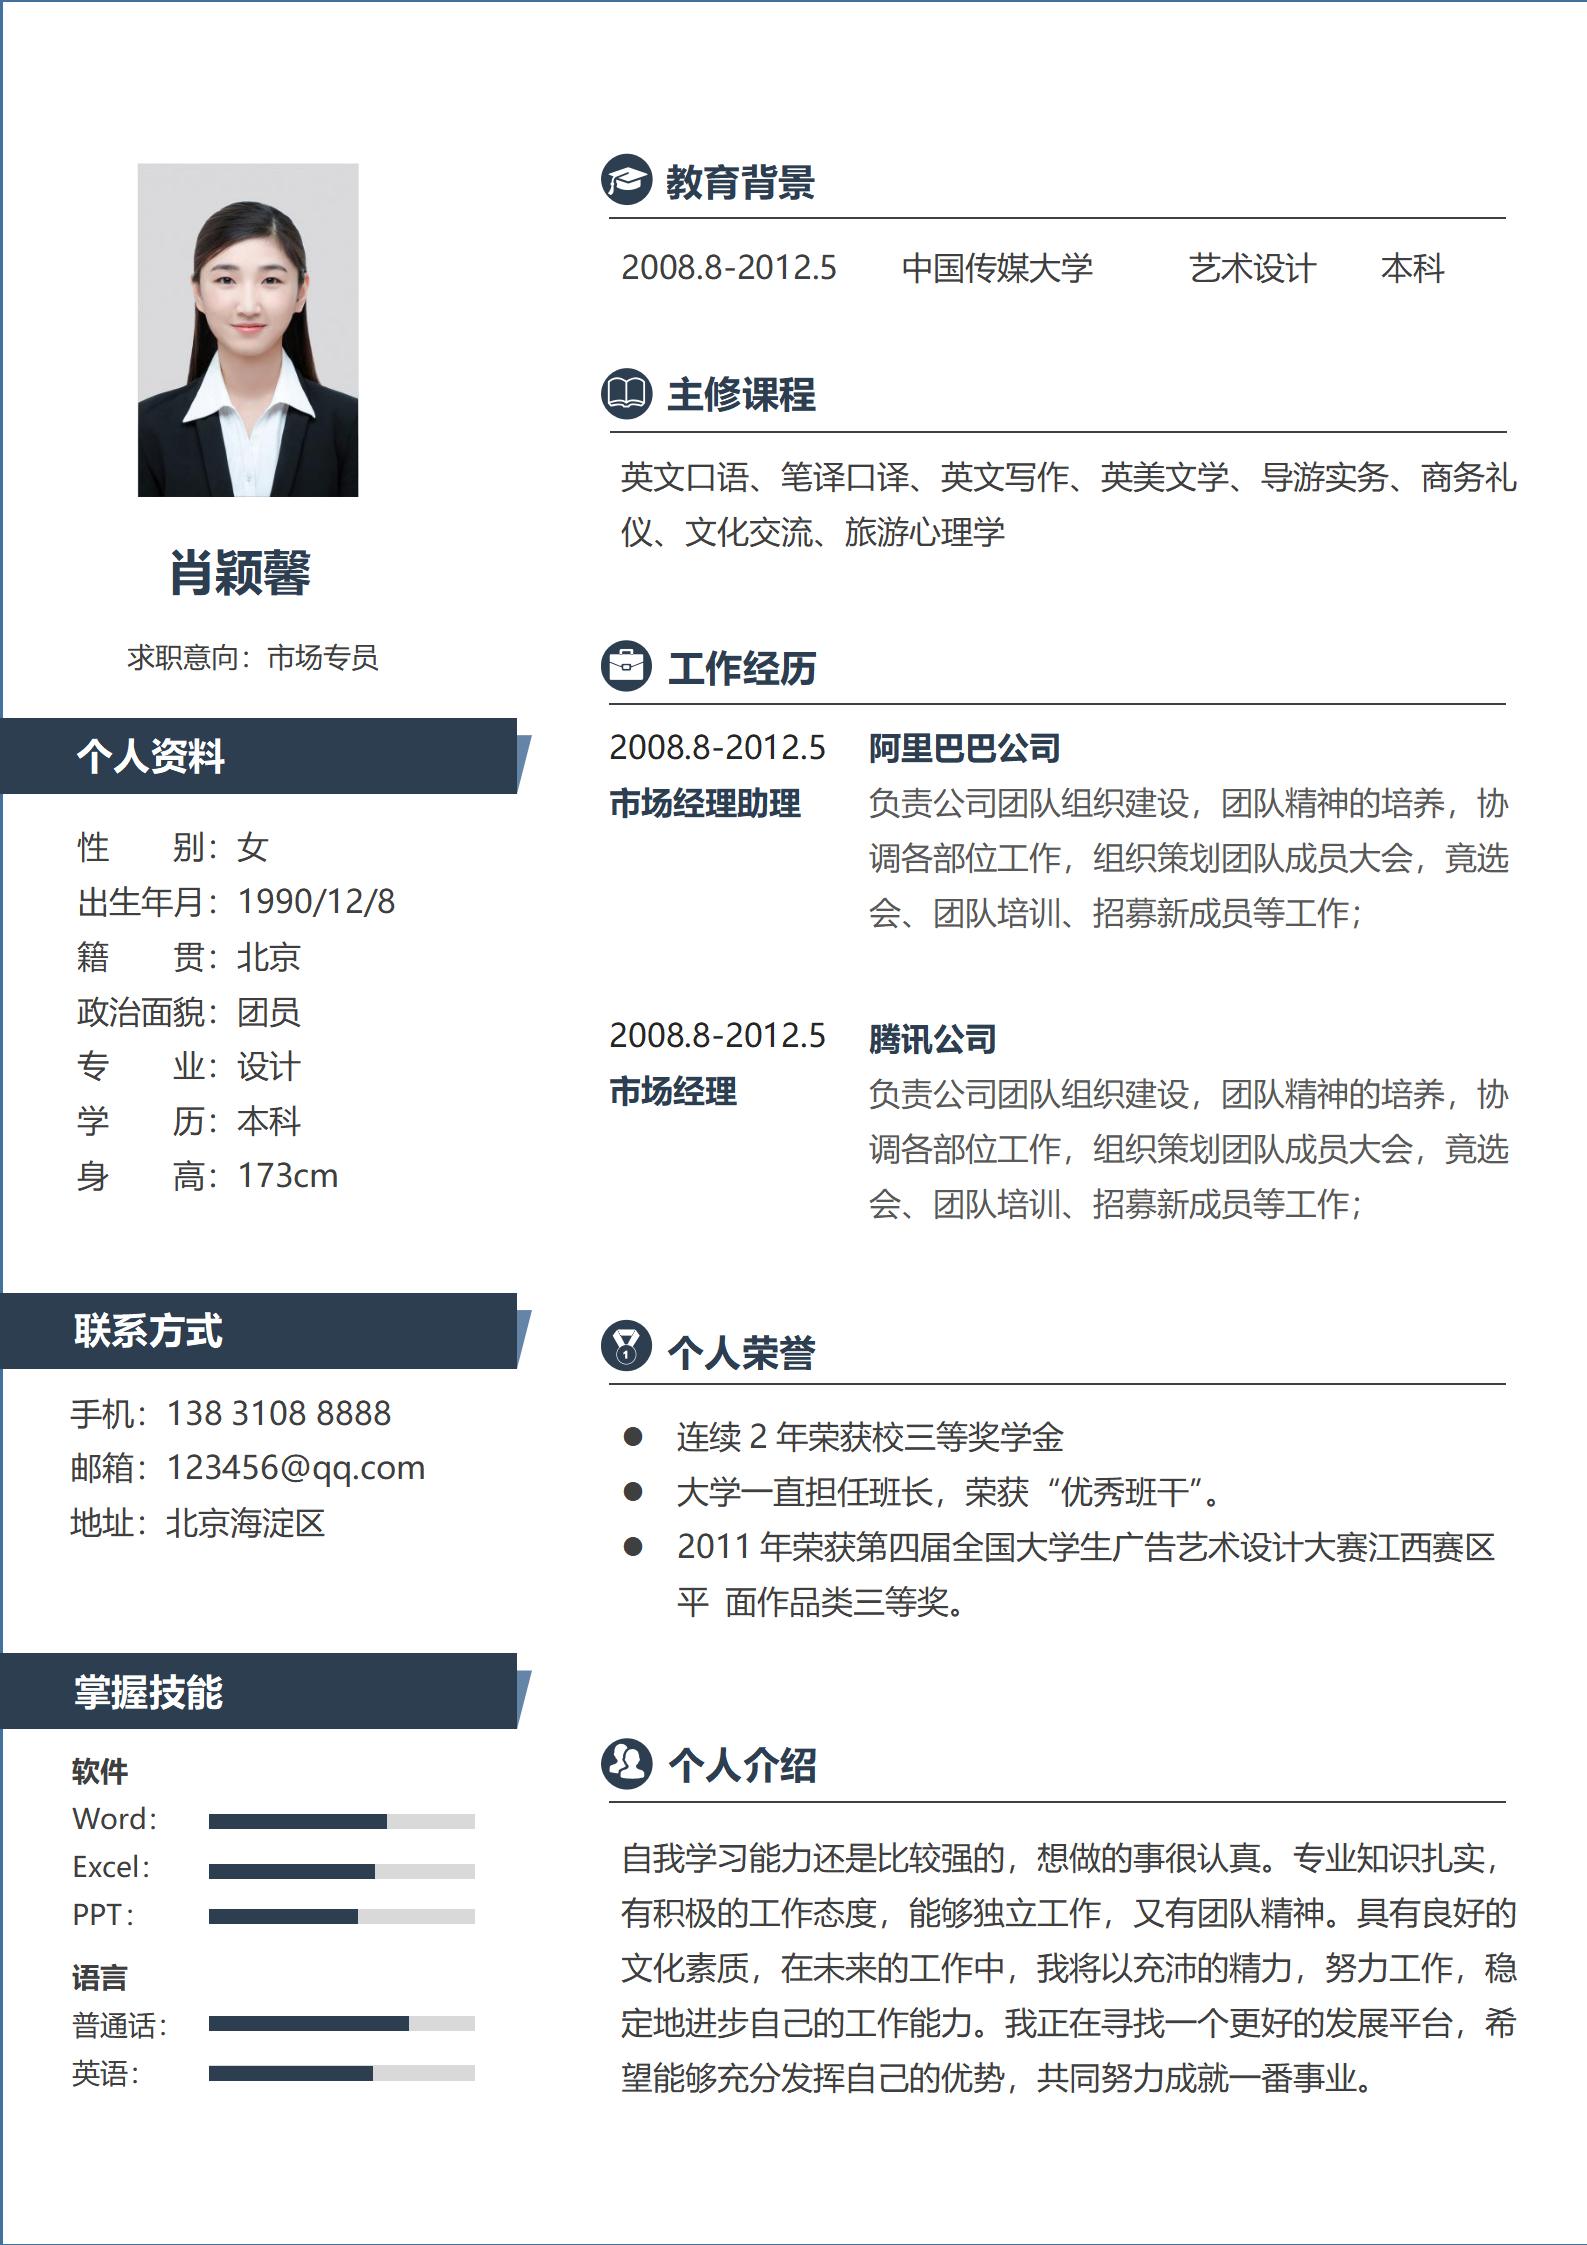 肖颖馨
求职意向：市场专员
个人资料
性　　别：女
出生年月：1990/12/8
籍　　贯：北京
政治面貌：团员
专　　业：设计
学　　历：本科
身　　高：173cm
联系方式
手机：138 3108 8888
邮箱：123456@qq.com
地址：北京海淀区
掌握技能
软件
Word：
Excel：
PPT：
语言
普通话：
英语：
教育背景
2008.8-2012.5　中国传媒大学　艺术设计　本科
主修课程
英文口语、笔译口译、英文写作、英美文学、导游实务、商务礼
仪、文化交流、旅游心理学
工作经历
2008.8-2012.5　阿里巴巴公司
市场经理助理　负责公司团队组织建设，团队精神的培养，协
调各部位工作，组织策划团队成员大会，竟选
会、团队培训、招募新成员等工作；
2008.8-2012.5　腾讯公司
市场经理　负责公司团队组织建设，团队精神的培养，协
调各部位工作，组织策划团队成员大会，竟选
会、团队培训、招募新成员等工作；
个人荣誉
● 连续 2 年荣获校三等奖学金
● 大学一直担任班长，荣获“优秀班干”。
● 2011 年荣获第四届全国大学生广告艺术设计大赛江西赛区
平 面作品类三等奖。
个人介绍
自我学习能力还是比较强的，想做的事很认真。专业知识扎实，
有积极的工作态度，能够独立工作，又有团队精神。具有良好的
文化素质，在未来的工作中，我将以充沛的精力，努力工作，稳
定地进步自己的工作能力。我正在寻找一个更好的发展平台，希
望能够充分发挥自己的优势，共同努力成就一番事业。